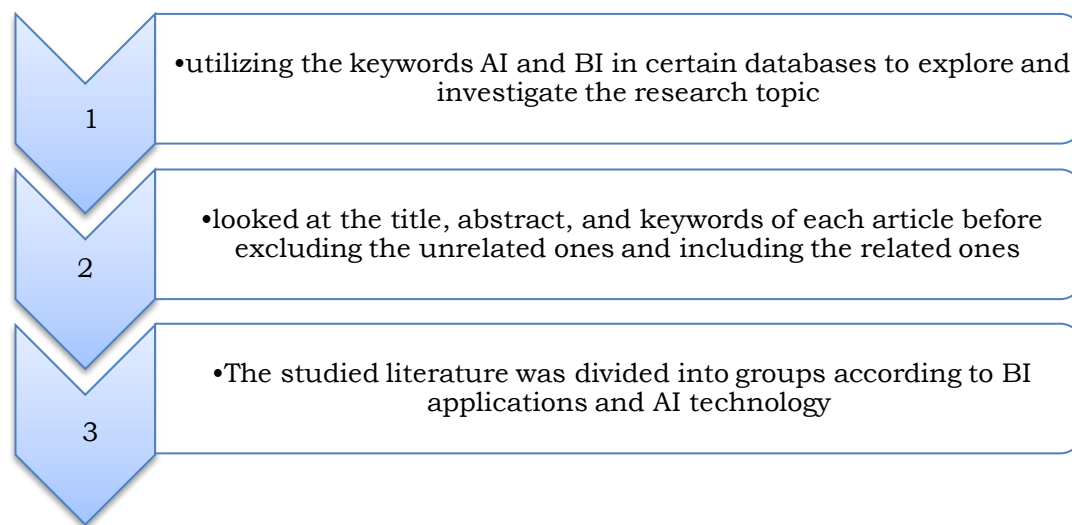 1
•utilizing the keywords AI and BI in certain databases to explore and
investigate the research topic
2
•looked at the title, abstract, and keywords of each article before
excluding the unrelated ones and including the related ones
3
•The studied literature was divided into groups according to BI
applications and AI technology